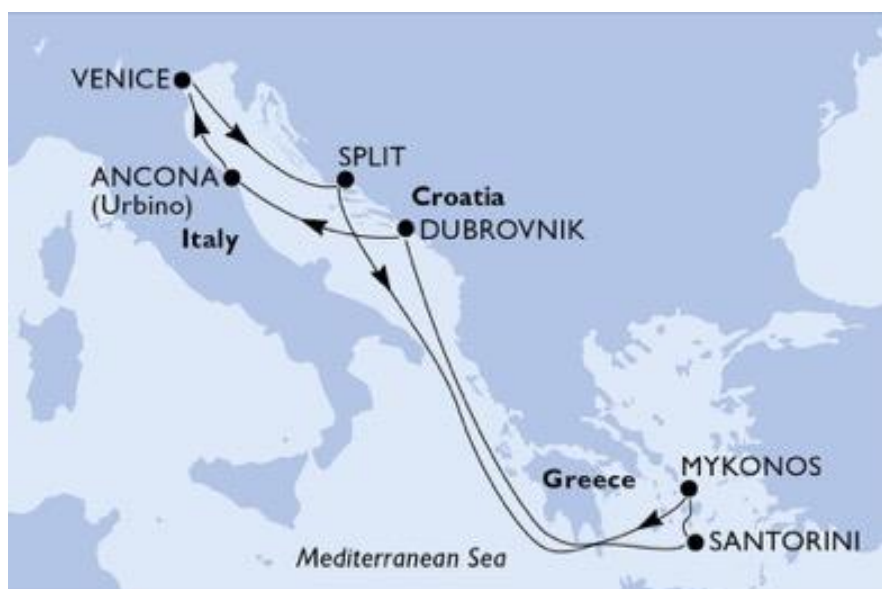 VENICE
SPLIT
ANCONA
(Urbino)
Croatia
DUBROVNIK
Italy
MYKONOS
Greece
SANTORINI
Mediterranean Sea